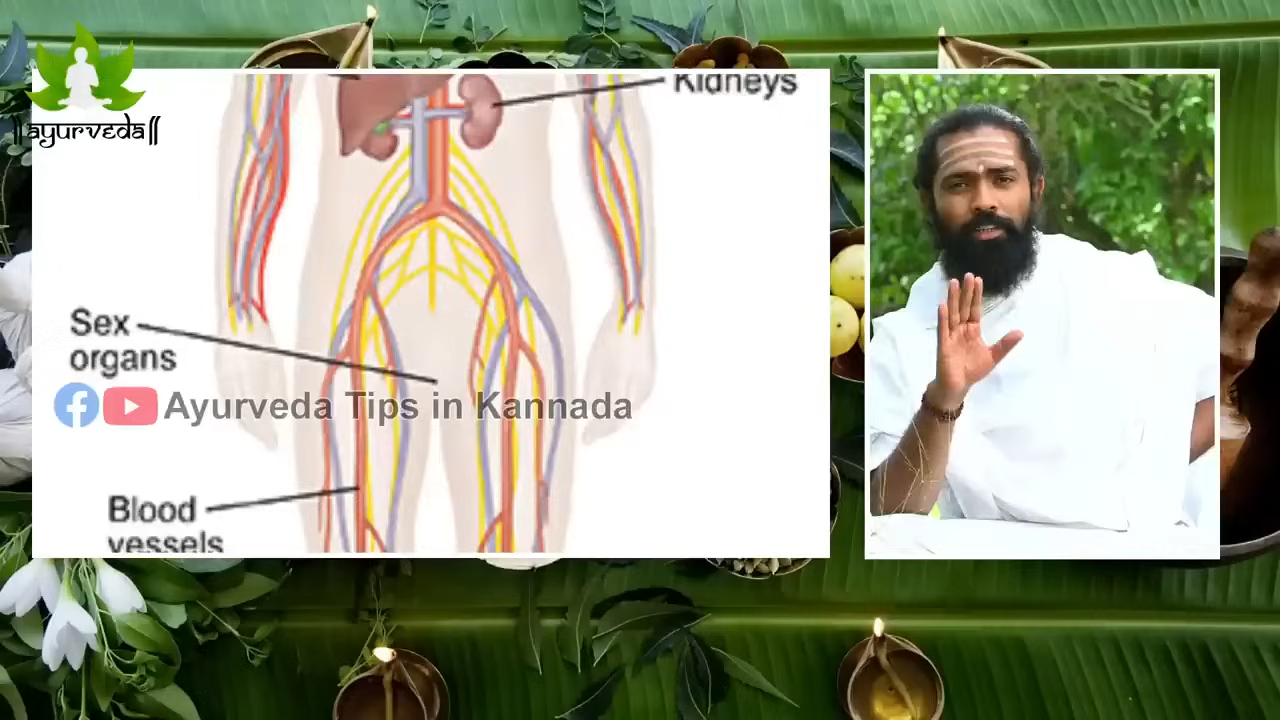 ||ayurveda||
Kidneys
Sex
organs
Ayurveda Tips in Kannada
Blood
vessels